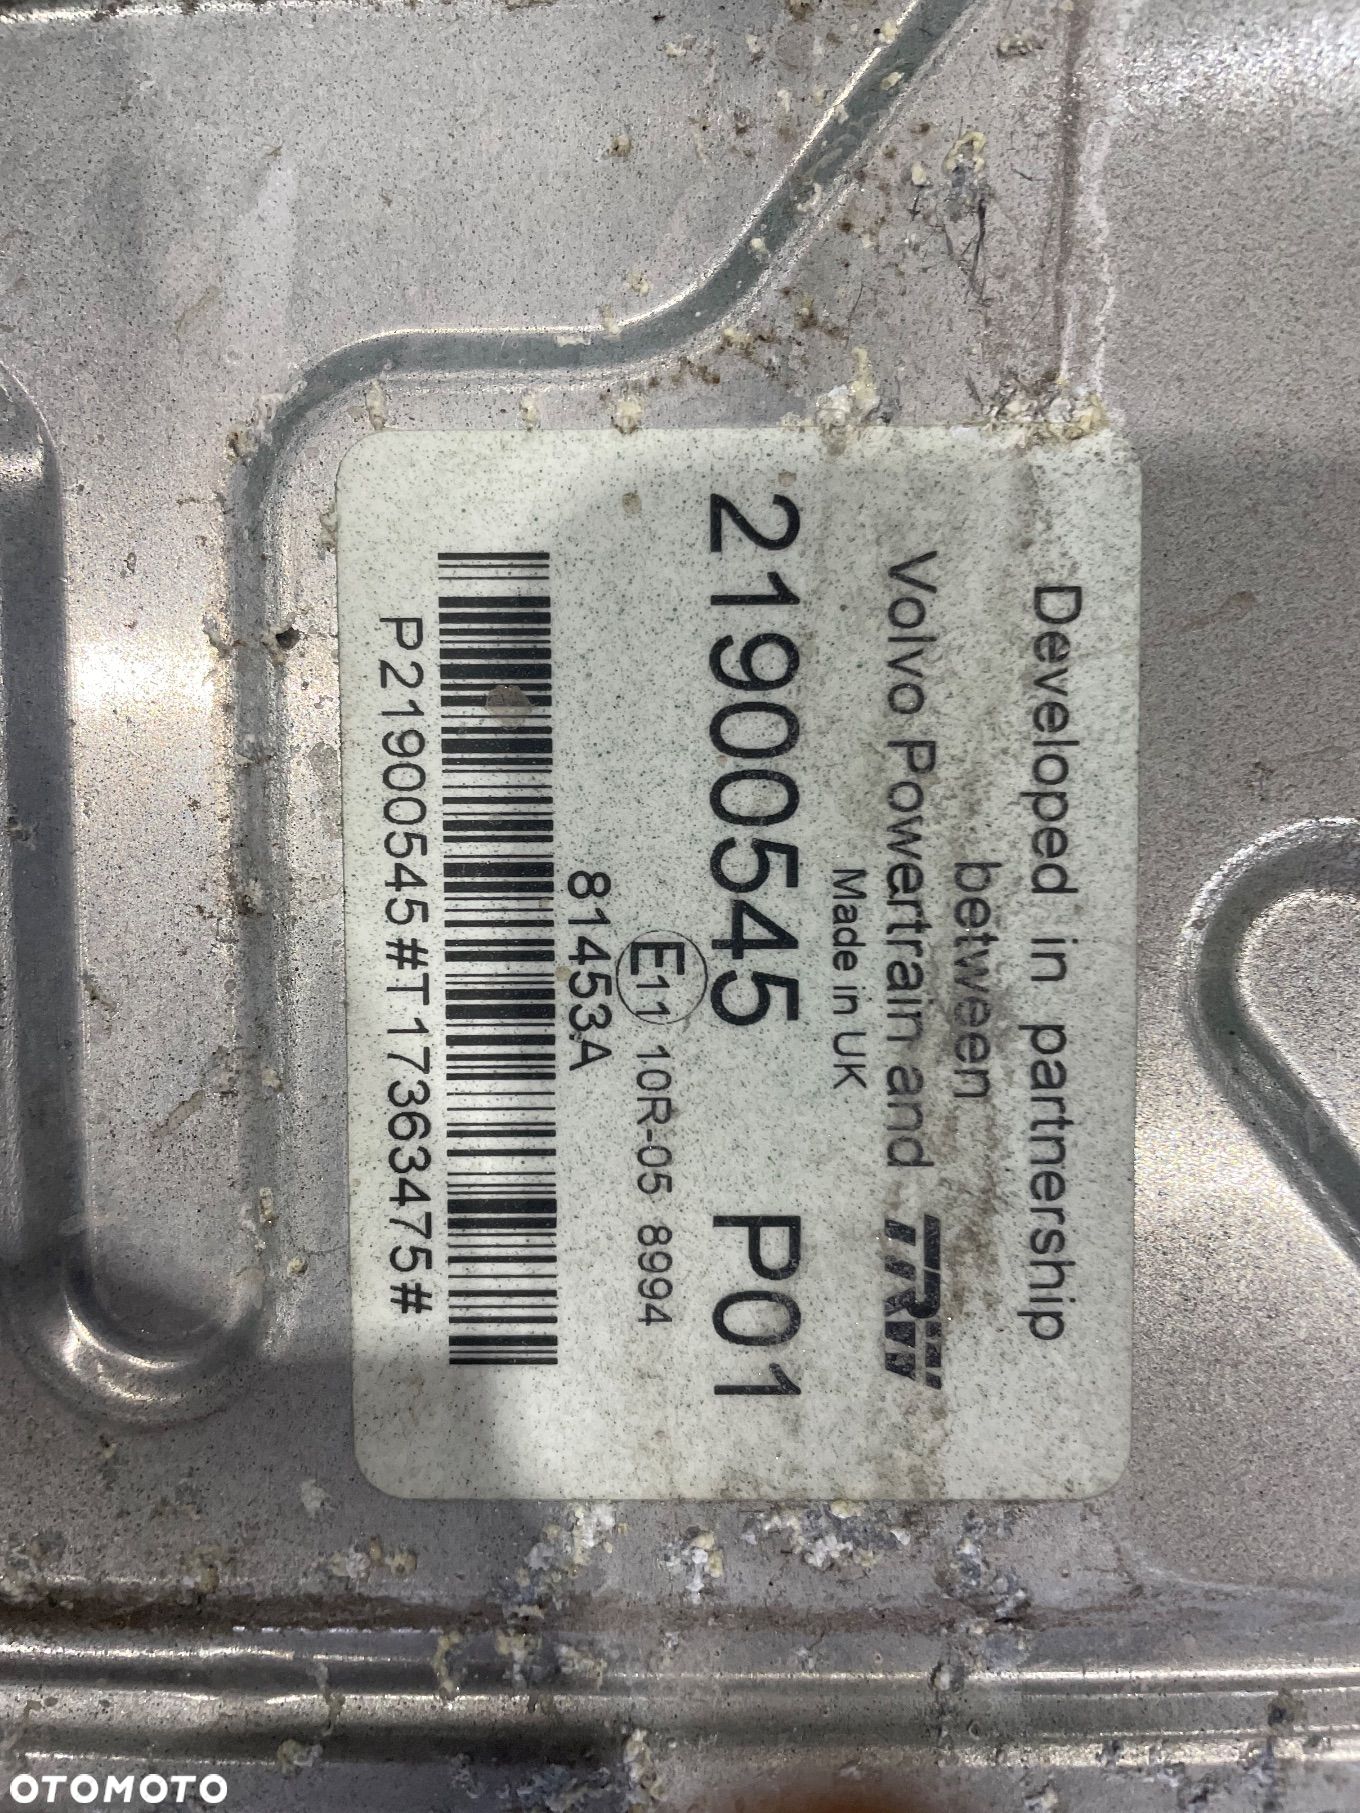 Developed in partnership
between
Volvo Powertrain and TRW
Made in UK
21900545 P01
E11 10R-05 8994
81453A
P21900545#T17363475#
OTOMOTO